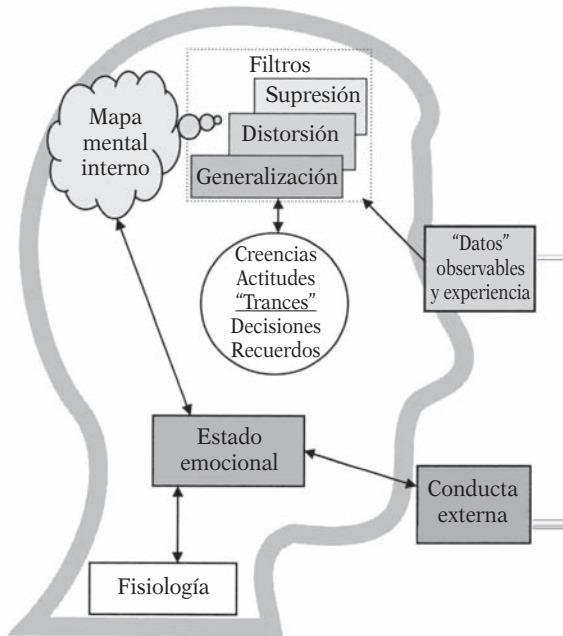 Filtros
Supresión
Distorsión
Generalización
Mapa
mental
interno
Creencias
Actitudes
“Trances”
Decisiones
Recuerdos
“Datos”
observables
y experiencia
Estado
emocional
Conducta
externa
Fisiología